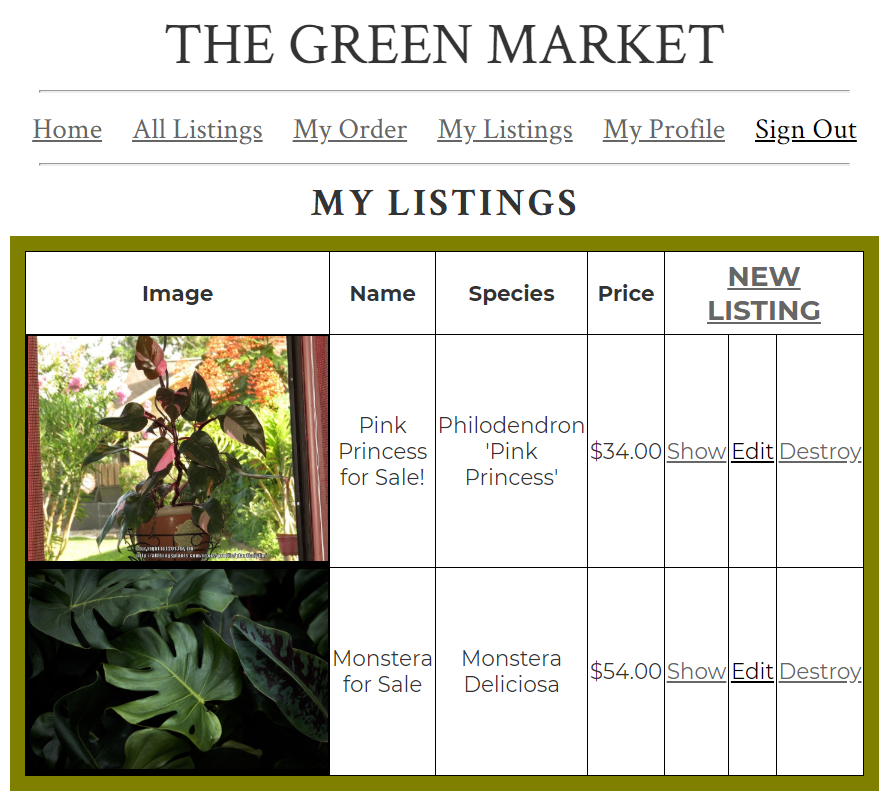 THE GREEN MARKET
Home All Listings My Order My Listings My Profile Sign Out
MY LISTINGS
Image Name Species Price NEW
LISTING
Pink
Princess
for Sale!
Philodendron
'Pink
Princess'
$34.00 Show Edit Destroy
Monstera
for Sale
Monstera
Deliciosa
$54.00 Show Edit Destroy